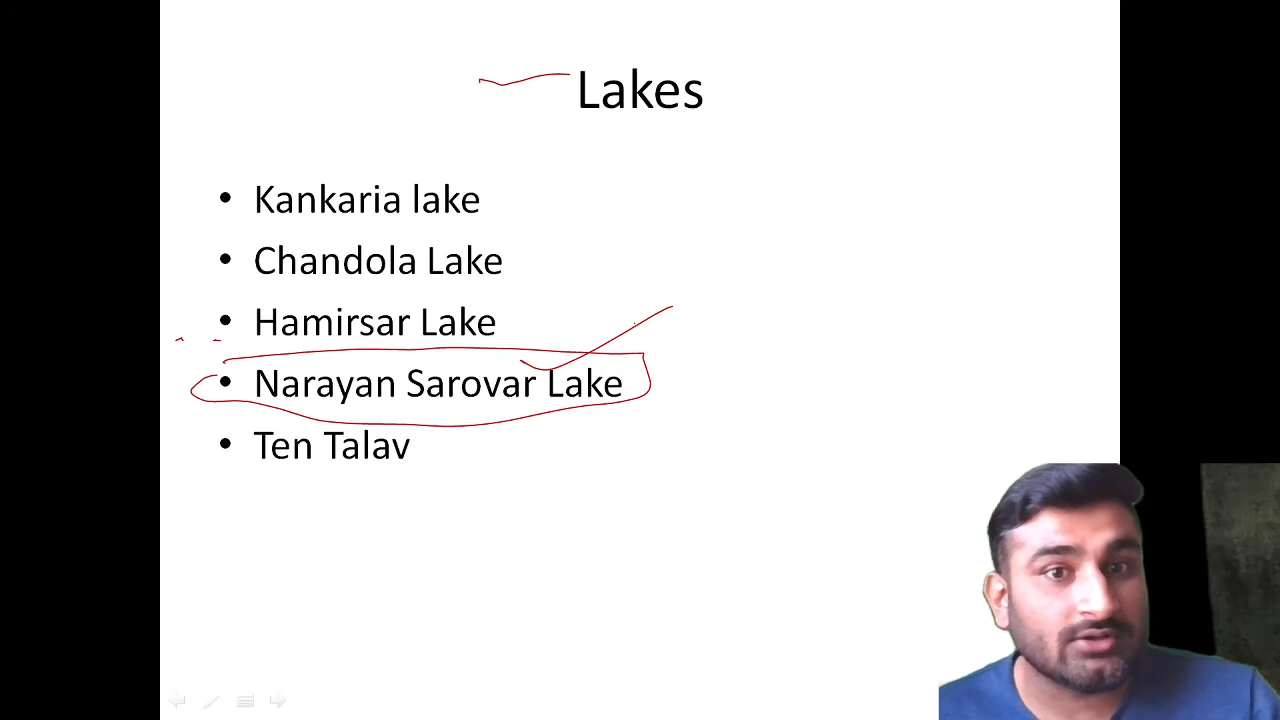 Lakes
• Kankaria lake
• Chandola Lake
• Hamirsar Lake
• Narayan Sarovar Lake
• Ten Talav